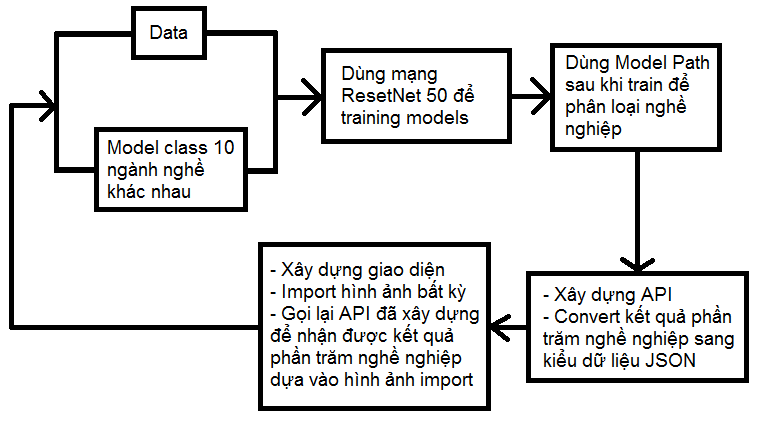 Data
Model class 10
ngành nghề
khác nhau
Dùng mạng
ResetNet 50 để
training models
Dùng Model Path
sau khi train để
phân loại nghề
nghiệp
- Xây dựng API
- Convert kết quả phần
trăm nghề nghiệp sang
kiểu dữ liệu JSON
- Xây dựng giao diện
- Import hình ảnh bất kỳ
- Gọi lại API đã xây dựng
để nhận được kết quả
phần trăm nghề nghiệp
dựa vào hình ảnh import